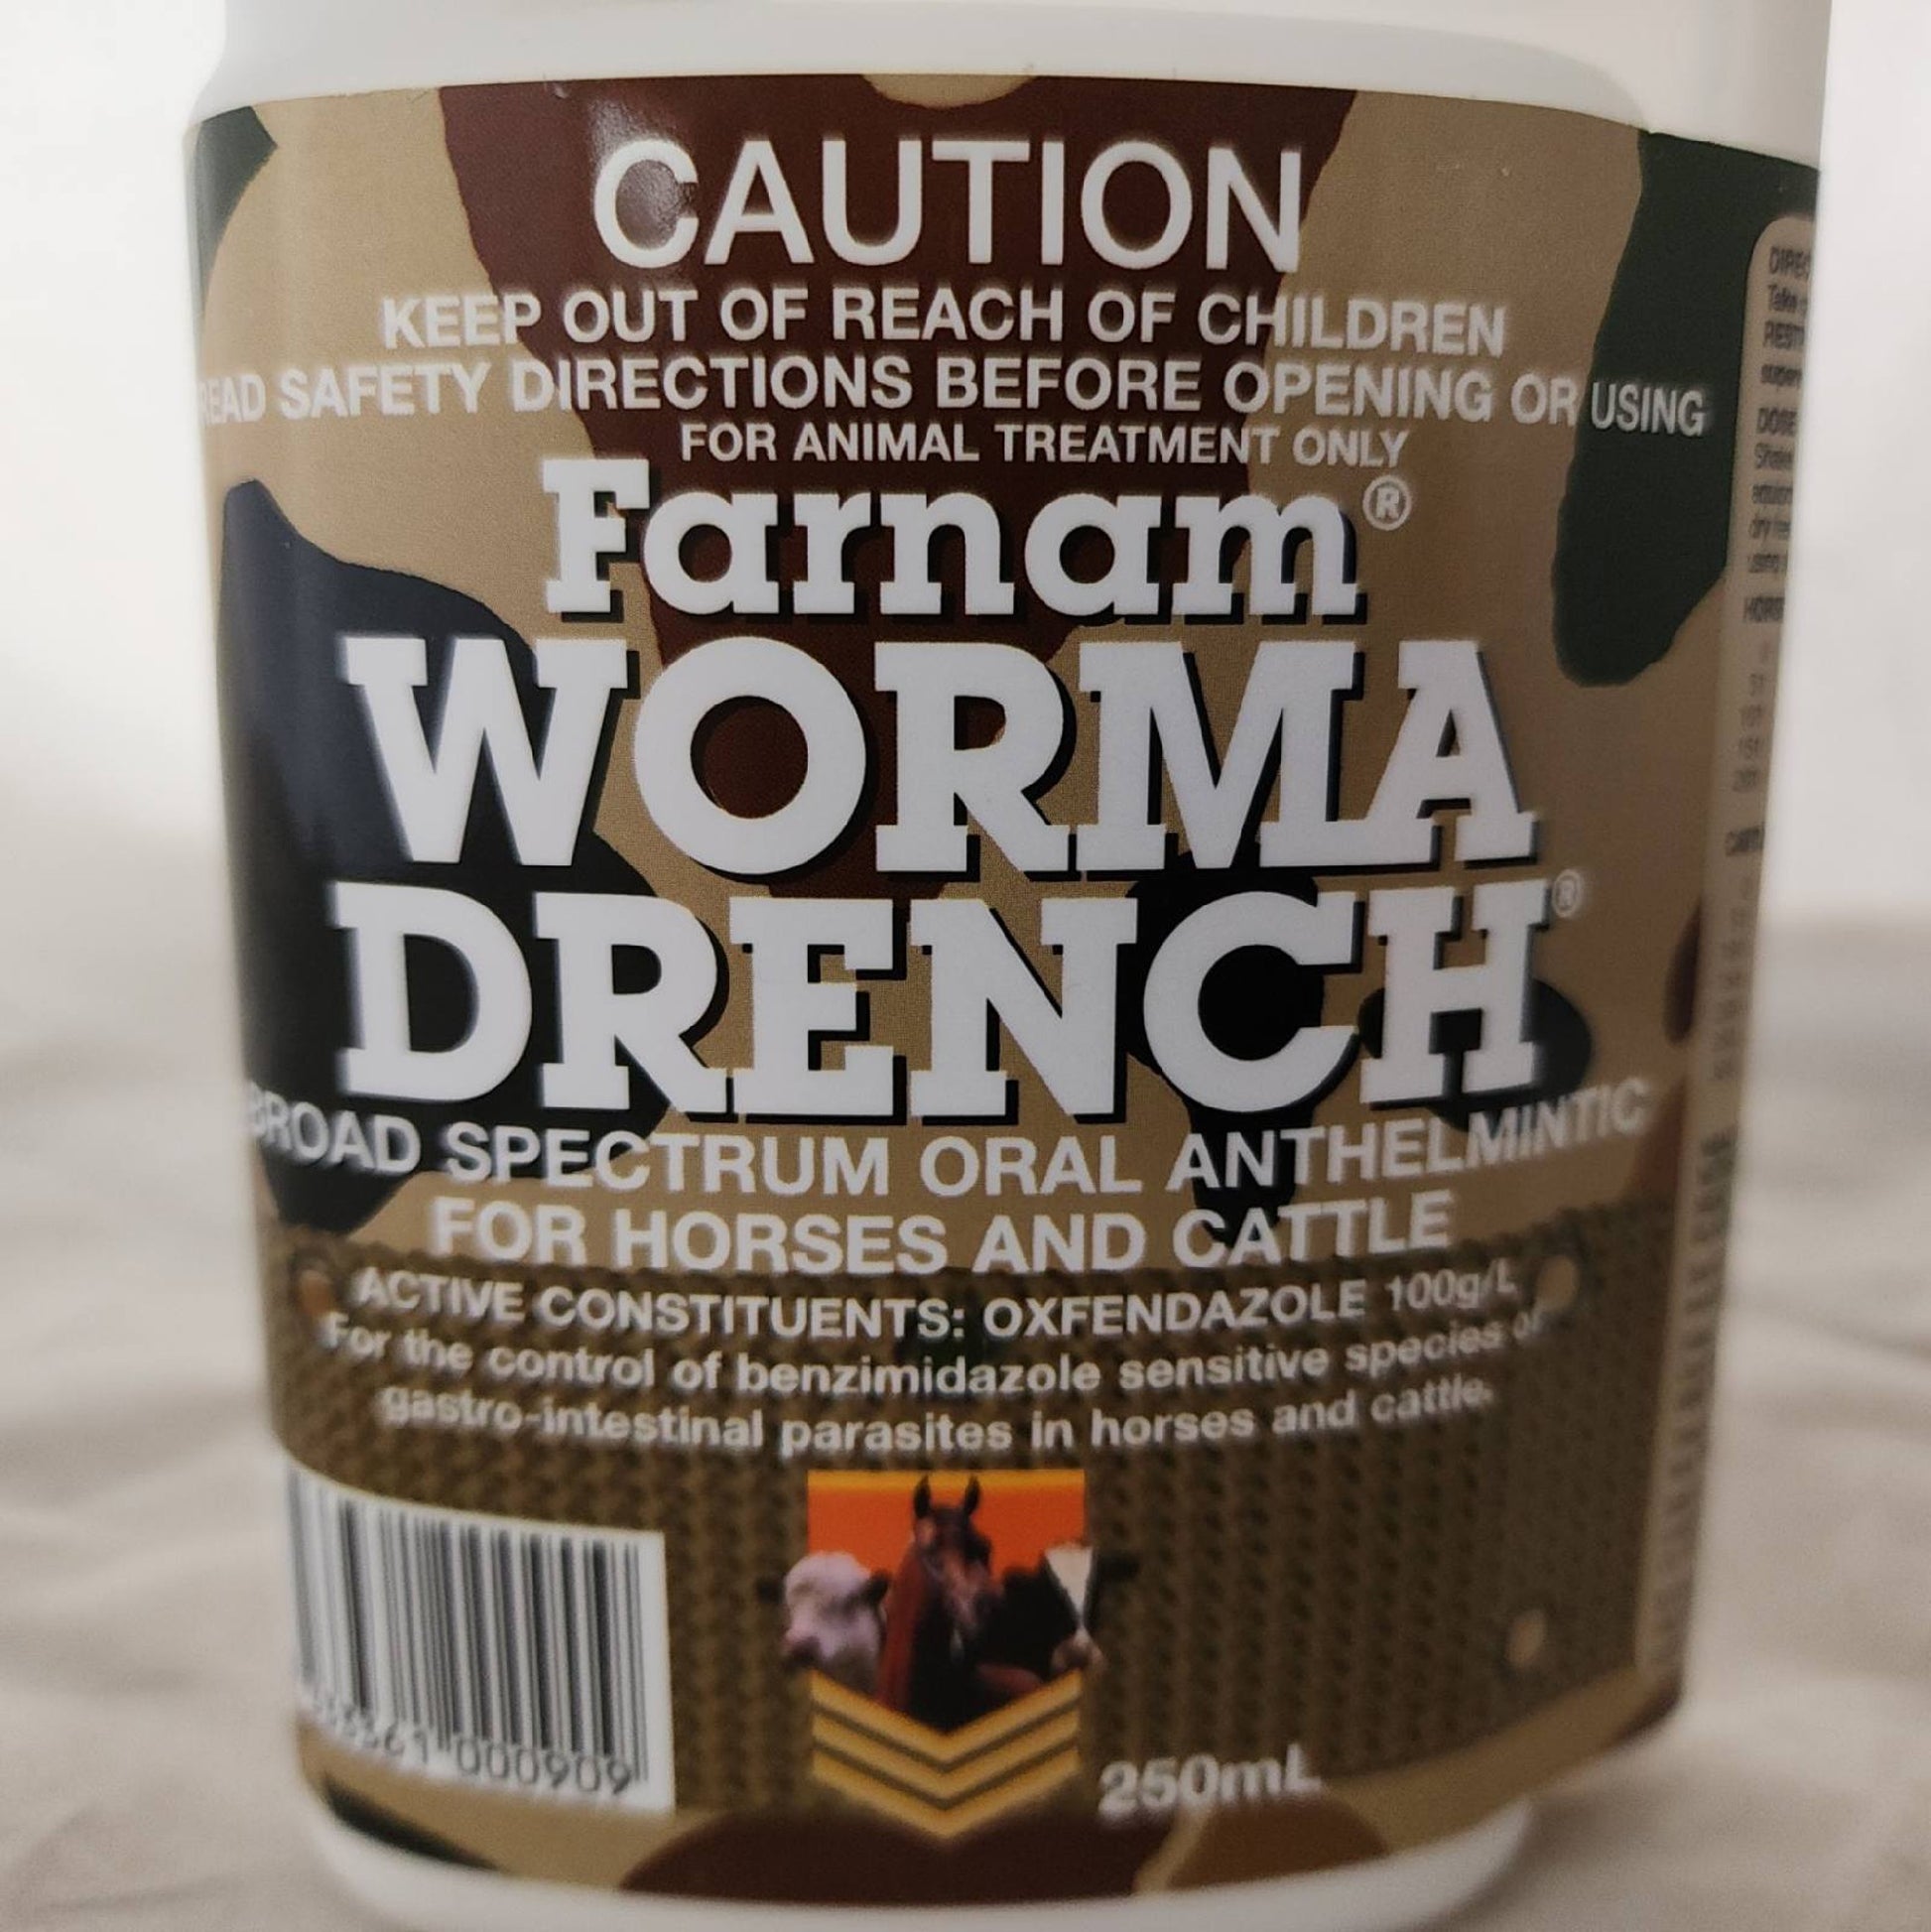 CAUTION
KEEP OUT OF REACH OF CHILDREN
READ SAFETY DIRECTIONS BEFORE OPENING OR USING
FOR ANIMAL TREATMENT ONLY
Farnam®
WORMA
DRENCH®
BROAD SPECTRUM ORAL ANTHELMINTIC
FOR HORSES AND CATTLE
ACTIVE CONSTITUENTS: OXFENDAZOLE 100g/L
For the control of benzimidazole sensitive species of
gastro-intestinal parasites in horses and cattle.
000909
250mL